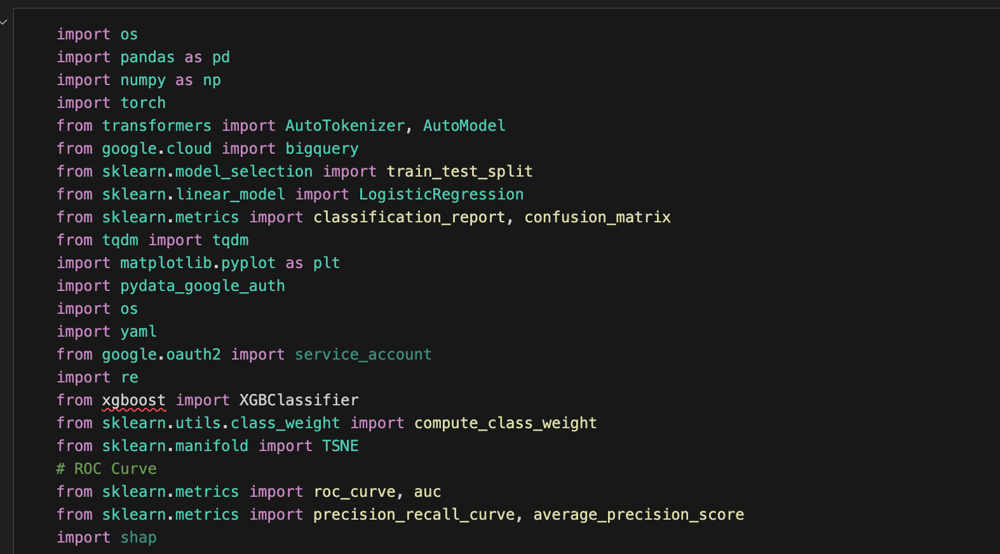 import os
import pandas as pd
import numpy as np
import torch
from transformers import AutoTokenizer, AutoModel
from google.cloud import bigquery
from sklearn.model_selection import train_test_split
from sklearn.linear_model import LogisticRegression
from sklearn.metrics import classification_report, confusion_matrix
from tqdm import tqdm
import matplotlib.pyplot as plt
import pydata_google_auth
import os
import yaml
from google.oauth2 import service_account
import re
from xgboost import XGBClassifier
from sklearn.utils.class_weight import compute_class_weight
from sklearn.manifold import TSNE
# ROC Curve
from sklearn.metrics import roc_curve, auc
from sklearn.metrics import precision_recall_curve, average_precision_score
import shap